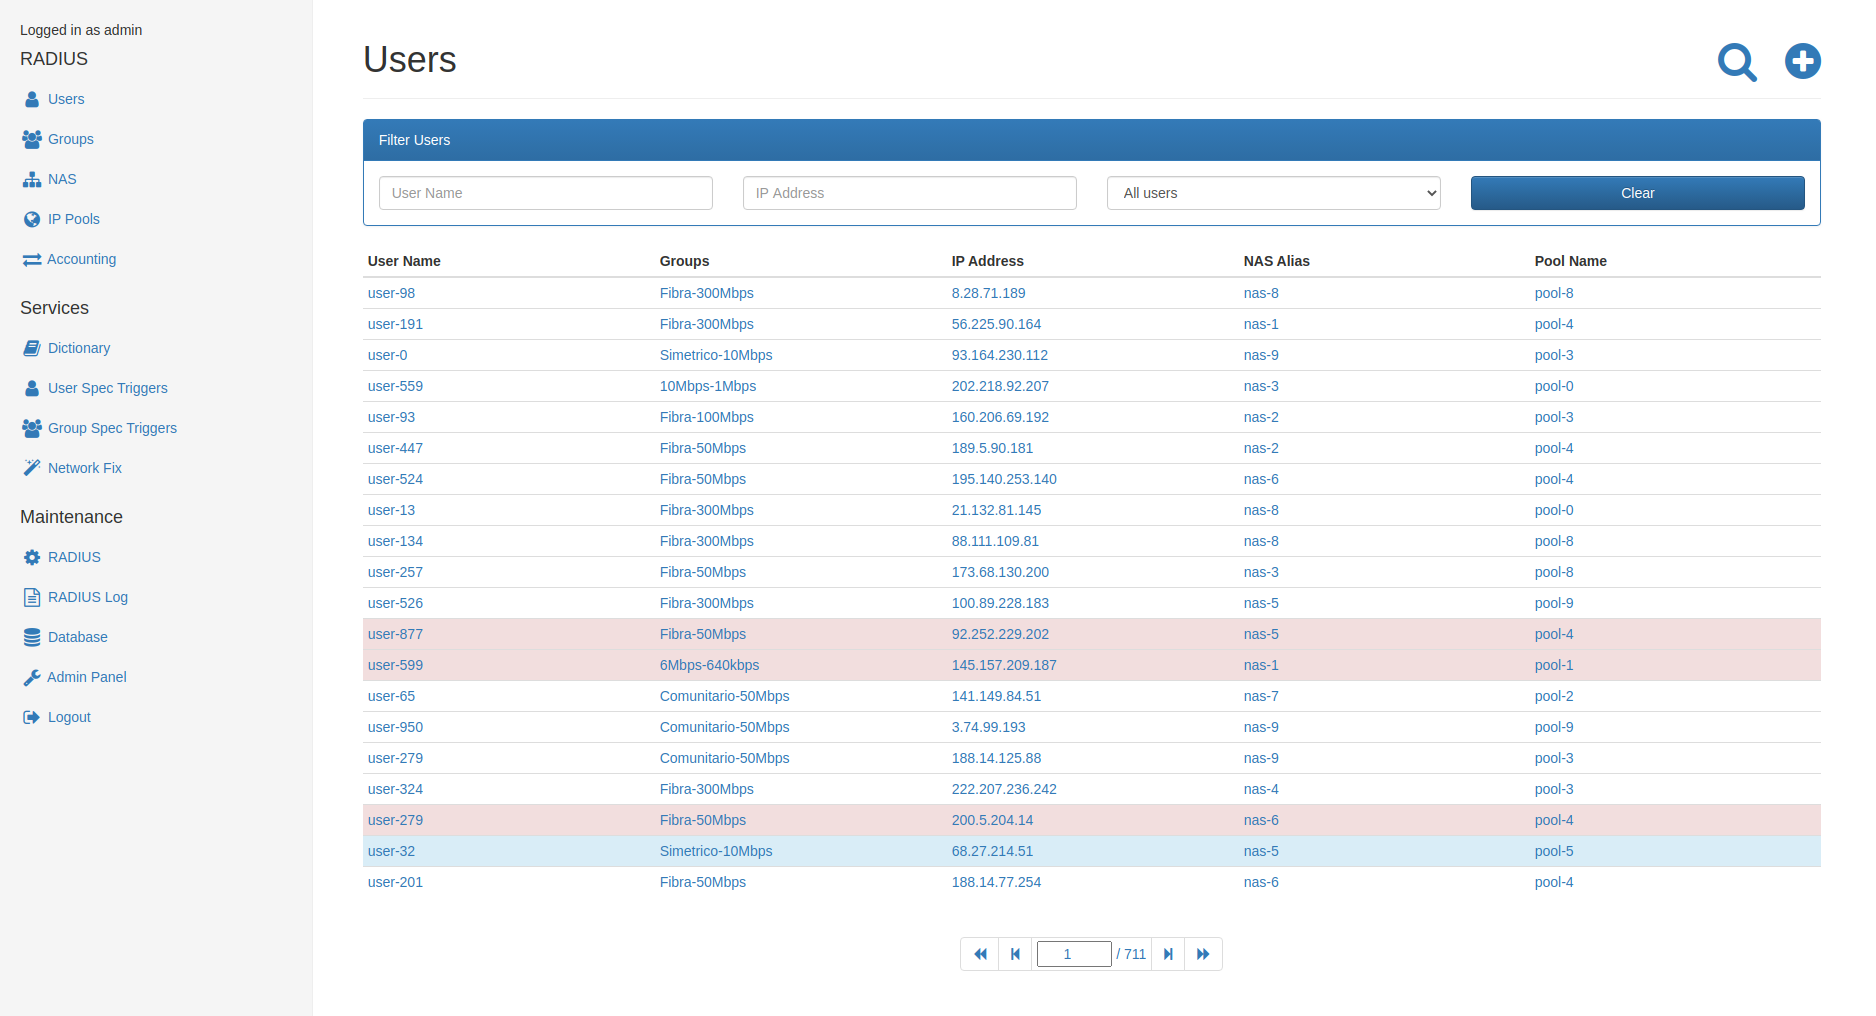 Logged in as admin
RADIUS
Users
Groups
NAS
IP Pools
Accounting
Services
Dictionary
User Spec Triggers
Group Spec Triggers
Network Fix
Maintenance
RADIUS
RADIUS Log
Database
Admin Panel
Logout
Users
Filter Users
User Name IP Address All users Clear
User Name Groups IP Address NAS Alias Pool Name
user-98 Fibra-300Mbps 8.28.71.189 nas-8 pool-8
user-191 Fibra-300Mbps 56.225.90.164 nas-1 pool-4
user-0 Simetrico-10Mbps 93.164.230.112 nas-9 pool-3
user-559 10Mbps-1Mbps 202.218.92.207 nas-3 pool-0
user-93 Fibra-100Mbps 160.206.69.192 nas-2 pool-3
user-447 Fibra-50Mbps 189.5.90.181 nas-2 pool-4
user-524 Fibra-50Mbps 195.140.253.140 nas-6 pool-4
user-13 Fibra-300Mbps 21.132.81.145 nas-8 pool-0
user-134 Fibra-300Mbps 88.111.109.81 nas-8 pool-8
user-257 Fibra-50Mbps 173.68.130.200 nas-3 pool-8
user-526 Fibra-300Mbps 100.89.228.183 nas-5 pool-9
user-877 Fibra-50Mbps 92.252.229.202 nas-5 pool-4
user-599 6Mbps-640kbps 145.157.209.187 nas-1 pool-1
user-65 Comunitario-50Mbps 141.149.84.51 nas-7 pool-2
user-950 Comunitario-50Mbps 3.74.99.193 nas-9 pool-9
user-279 Comunitario-50Mbps 188.14.125.88 nas-9 pool-3
user-324 Fibra-300Mbps 222.207.236.242 nas-4 pool-3
user-279 Fibra-50Mbps 200.5.204.14 nas-6 pool-4
user-32 Simetrico-10Mbps 68.27.214.51 nas-5 pool-5
user-201 Fibra-50Mbps 188.14.77.254 nas-6 pool-4
1 / 711